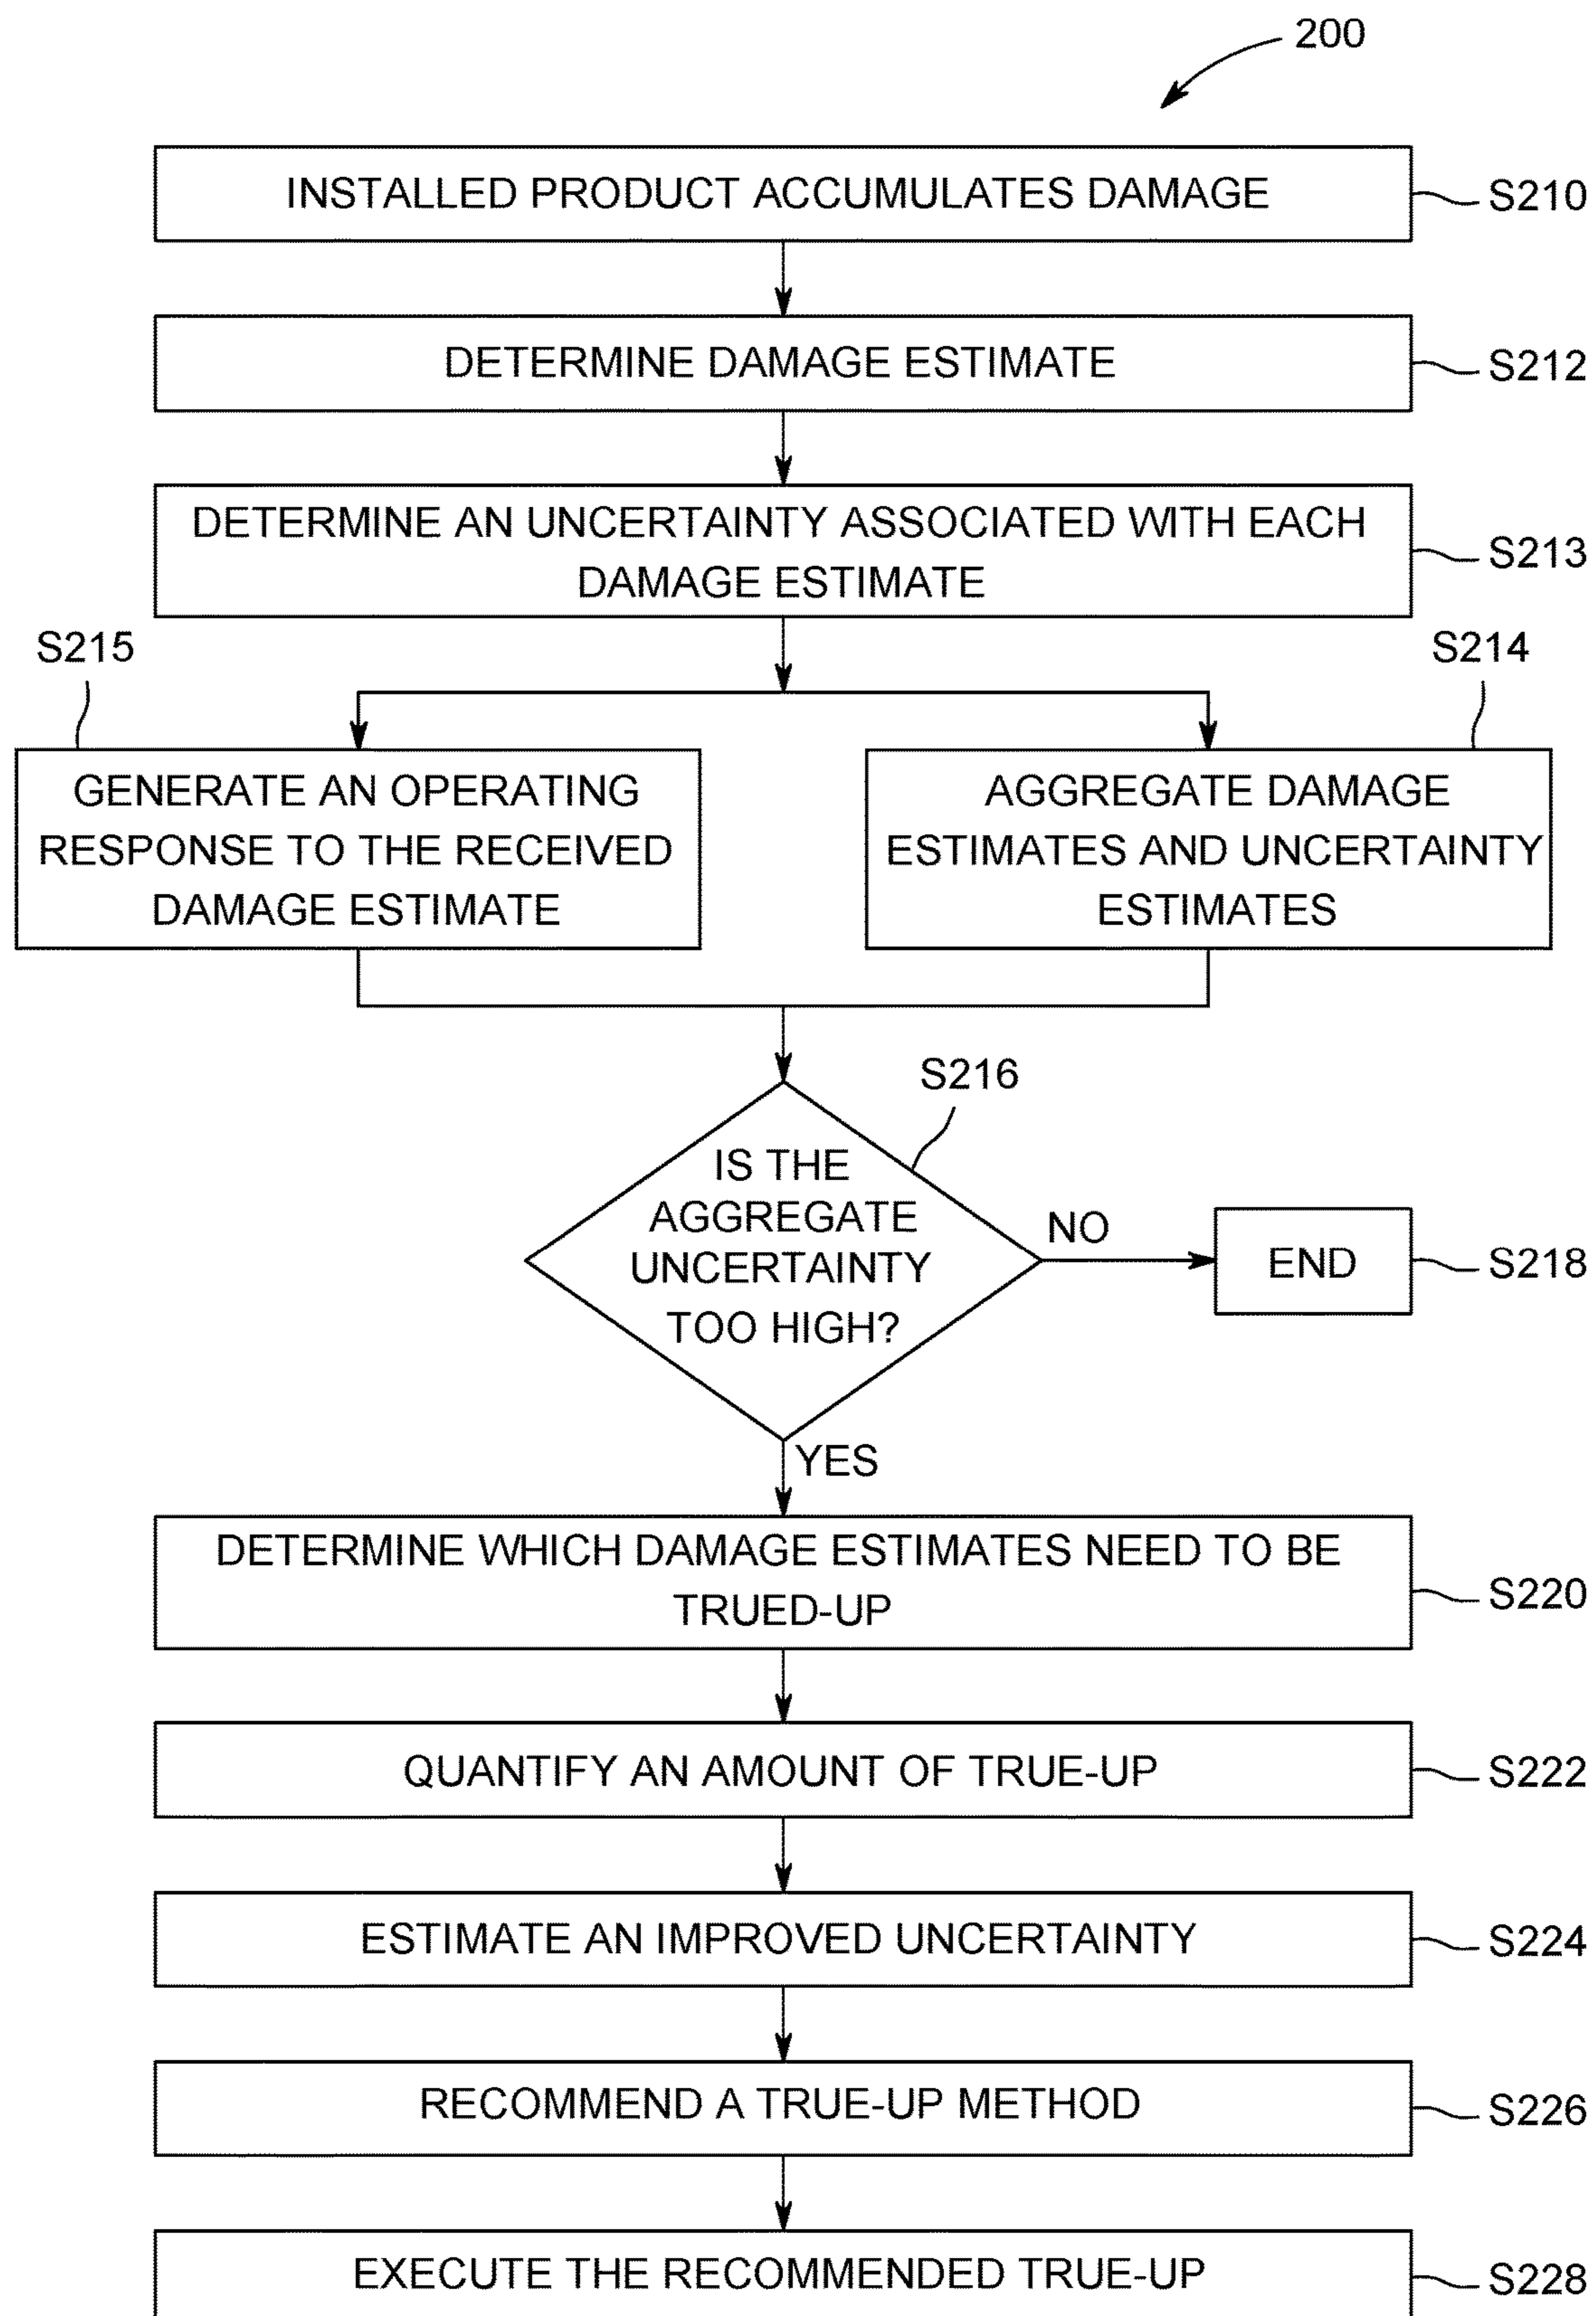 200
INSTALLED PRODUCT ACCUMULATES DAMAGE
S210
DETERMINE DAMAGE ESTIMATE
S212
DETERMINE AN UNCERTAINTY ASSOCIATED WITH EACH
DAMAGE ESTIMATE
S213
S215
GENERATE AN OPERATING
RESPONSE TO THE RECEIVED
DAMAGE ESTIMATE
S214
AGGREGATE DAMAGE
ESTIMATES AND UNCERTAINTY
ESTIMATES
S216
IS THE
AGGREGATE
UNCERTAINTY
TOO HIGH?
NO
END
S218
YES
DETERMINE WHICH DAMAGE ESTIMATES NEED TO BE
TRUED-UP
S220
QUANTIFY AN AMOUNT OF TRUE-UP
S222
ESTIMATE AN IMPROVED UNCERTAINTY
S224
RECOMMEND A TRUE-UP METHOD
S226
EXECUTE THE RECOMMENDED TRUE-UP
S228